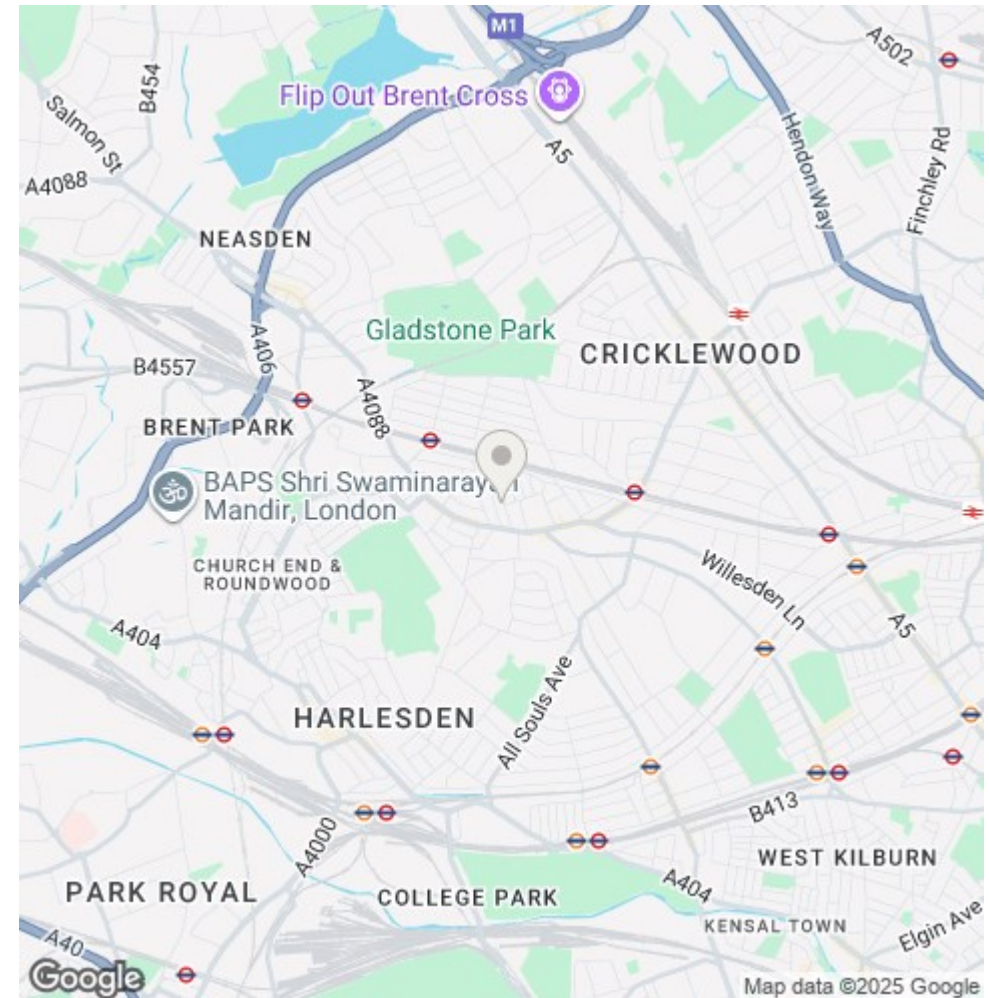 M1
A502
B454
Flip Out Brent Cross
Salmon St
A5
Hendon Way
Finchley Rd
A4088
NEASDEN
Gladstone Park
CRICKLEWOOD
A406
B4557
A4088
BRENT PARK
BAPS Shri Swaminarayan
Mandir, London
CHURCH END &
ROUNDWOOD
Willesden Ln
A5
A404
All Souls Ave
HARLESDEN
B413
A4000
WEST KILBURN
PARK ROYAL
COLLEGE PARK
A404
KENSAL TOWN
Elgin Ave
A40
Google
Map data ©2025 Google